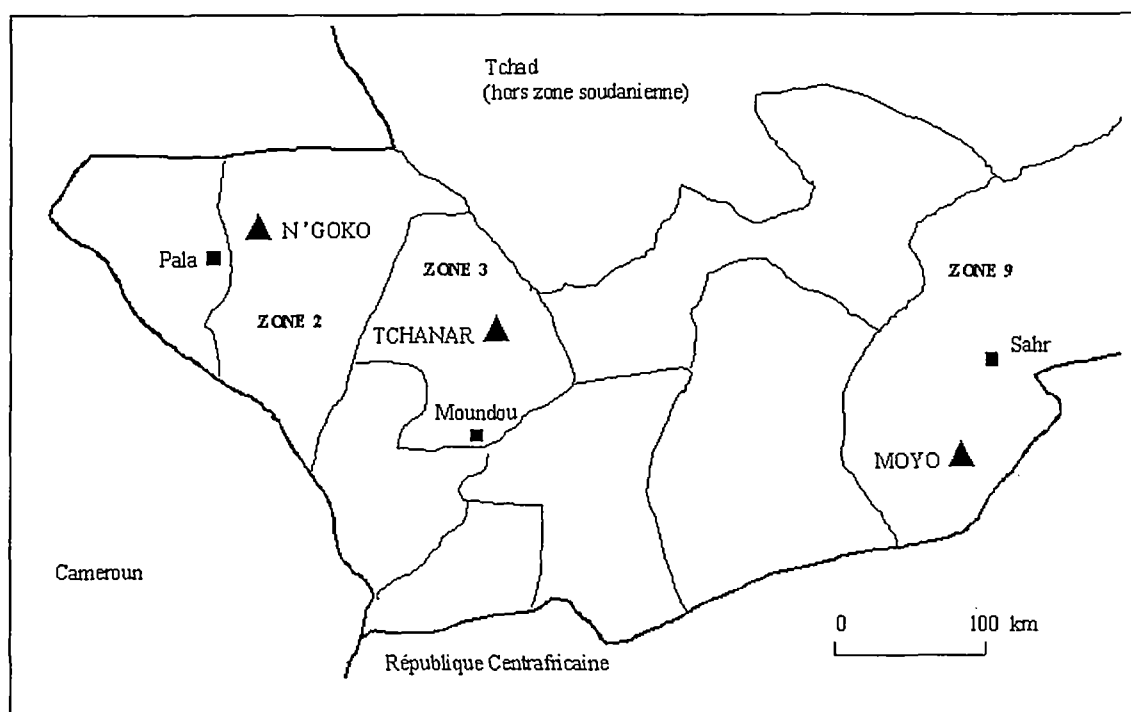 Tchad
(hors zone soudanienne)
N'GOKO
Pala
ZONE 3
ZONE 9
ZONE 2
TCHANAR
Sahr
Moundou
MOYO
Cameroun
0 100 km
République Centrafricaine